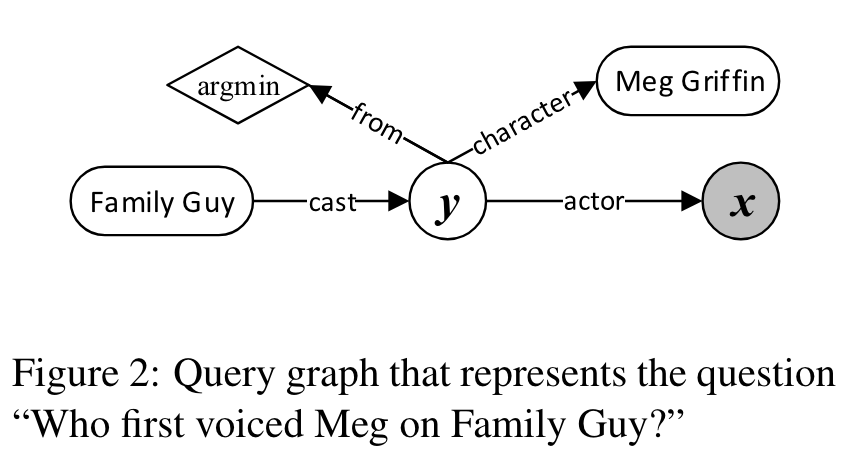 argmin
Meg Griffin
from
character
Family Guy
cast
y
actor
x
Figure 2: Query graph that represents the question
“Who first voiced Meg on Family Guy?”